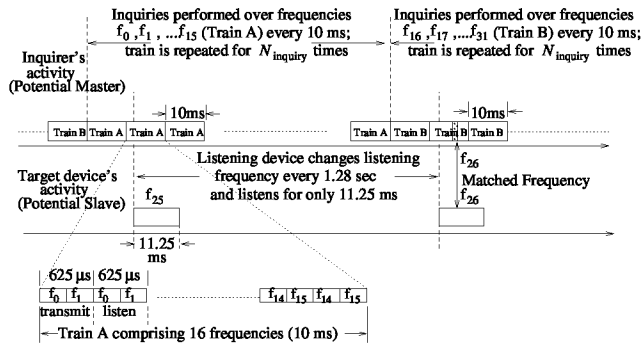 Inquiries performed over frequencies
f0 ,f1 , ...f15 (Train A) every 10 ms;
train is repeated for Ninquiry times
Inquiries performed over frequencies
f16 ,f17 ,...f31 (Train B) every 10 ms;
train is repeated for Ninquiry times
Inquirer's
activity
(Potential Master)
10ms
10ms
Train B Train A Train A Train A
Train A Train B Train B Train B
Listening device changes listening
frequency every 1.28 sec
and listens for only 11.25 ms
f26
Matched Frequency
f26
Target device's
activity
(Potential Slave)
f25
11.25
ms
625 µs 625 µs
f0 f1 f0 f1
f14 f15 f14 f15
transmit listen
Train A comprising 16 frequencies (10 ms)